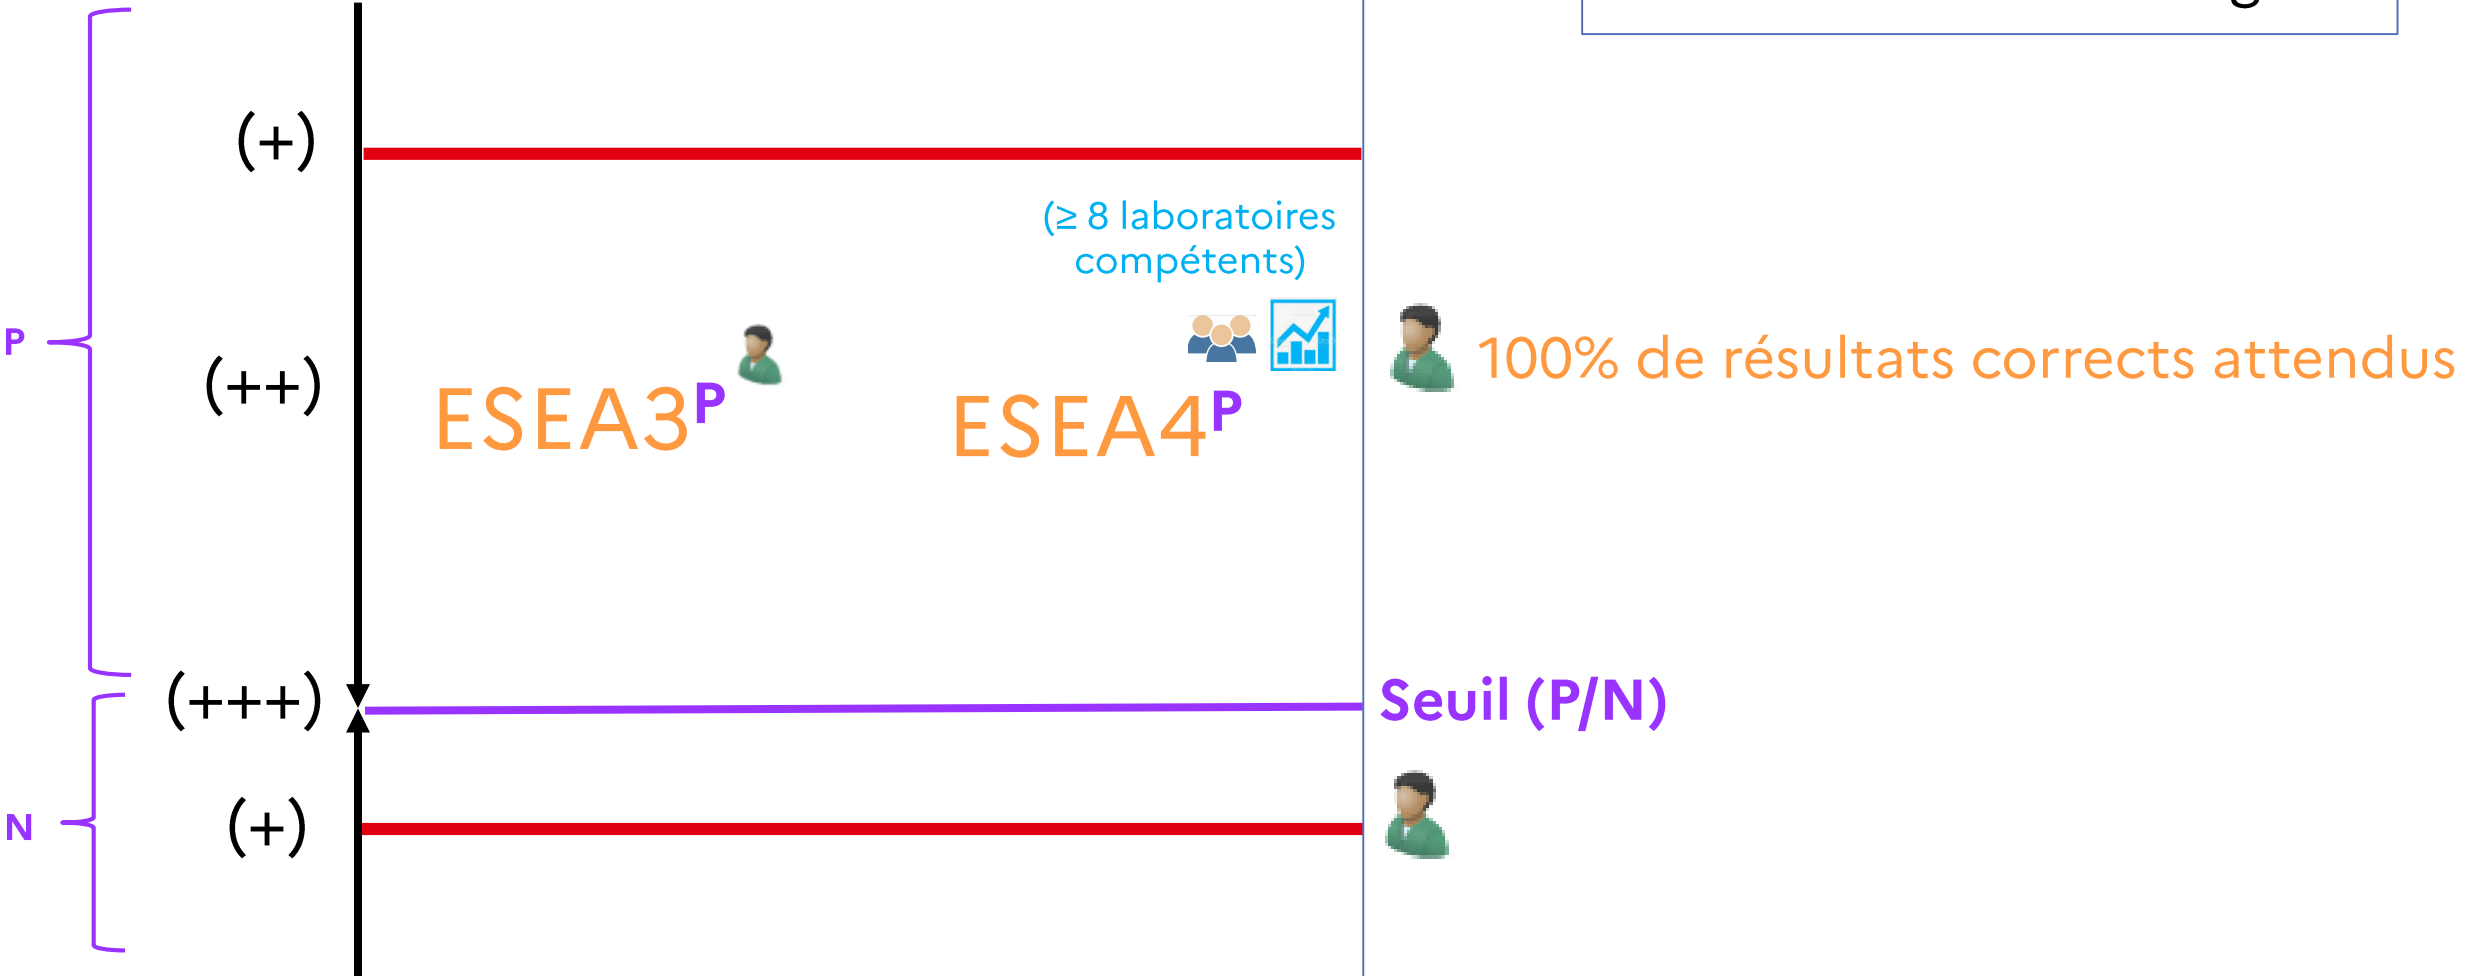 (+)
(≥ 8 laboratoires
compétents)
P
100% de résultats corrects attendus
(++)
ESEA3P
ESEA4P
(+++)
Seuil (P/N)
N
(+)